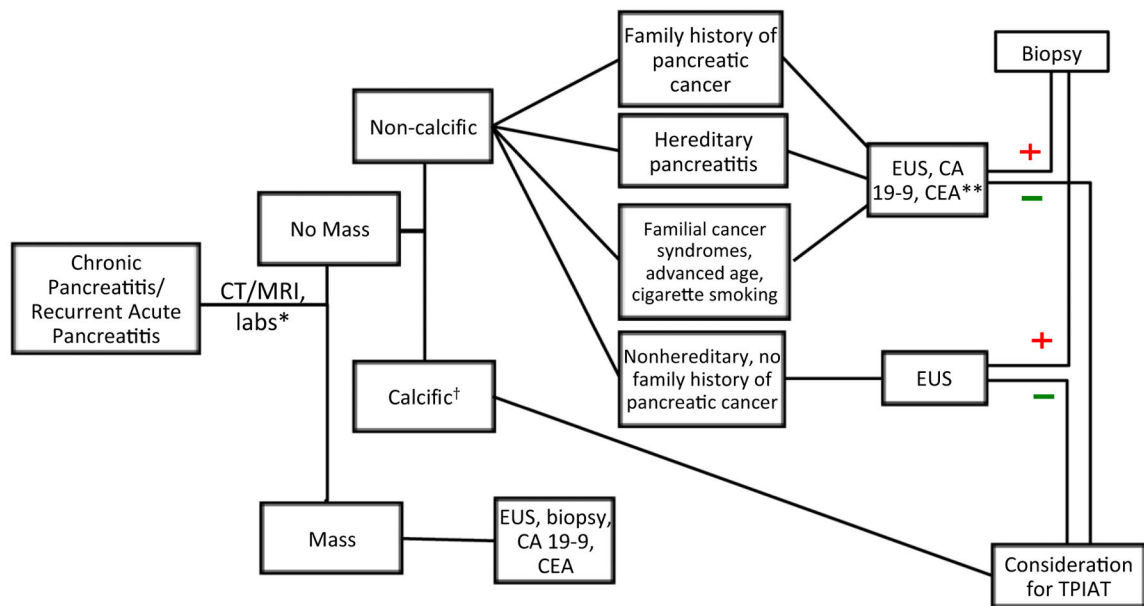 Chronic
Pancreatitis/
Recurrent Acute
Pancreatitis
CT/MRI,
labs*
No Mass
Mass
Non-calcific
Calcific†
EUS, biopsy,
CA 19-9,
CEA
Family history of
pancreatic
cancer
Hereditary
pancreatitis
Familial cancer
syndromes,
advanced age,
cigarette smoking
Nonhereditary, no
family history of
pancreatic cancer
EUS, CA
19-9, CEA**
+
−
EUS
+
−
Biopsy
Consideration
for TPIAT